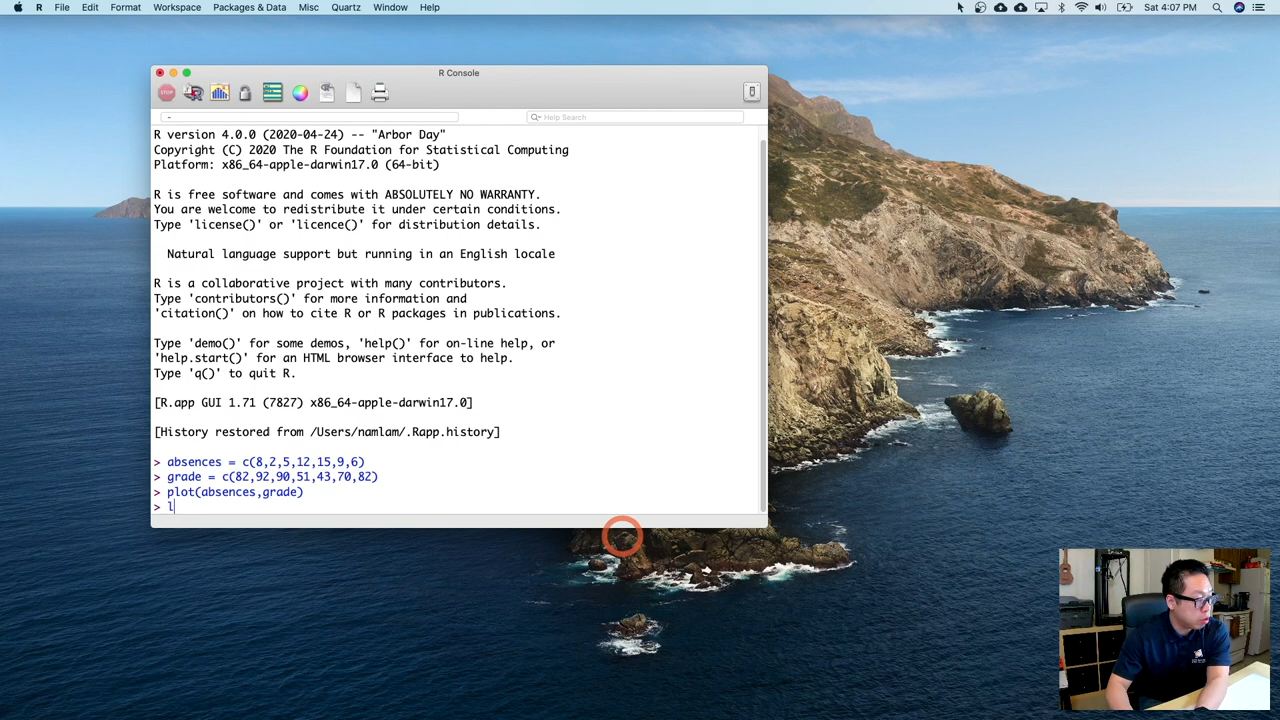 R File Edit Format Workspace Packages & Data Misc Quartz Window Help Sat 4:07 PM
R Console
STOP
- Help Search
R version 4.0.0 (2020-04-24) -- "Arbor Day"
Copyright (C) 2020 The R Foundation for Statistical Computing
Platform: x86_64-apple-darwin17.0 (64-bit)
R is free software and comes with ABSOLUTELY NO WARRANTY.
You are welcome to redistribute it under certain conditions.
Type 'license()' or 'licence()' for distribution details.
Natural language support but running in an English locale
R is a collaborative project with many contributors.
Type 'contributors()' for more information and
'citation()' on how to cite R or R packages in publications.
Type 'demo()' for some demos, 'help()' for on-line help, or
'help.start()' for an HTML browser interface to help.
Type 'q()' to quit R.
[R.app GUI 1.71 (7827) x86_64-apple-darwin17.0]
[History restored from /Users/namlam/.Rapp.history]
> absences = c(8,2,5,12,15,9,6)
> grade = c(82,92,90,51,43,70,82)
> plot(absences,grade)
> l